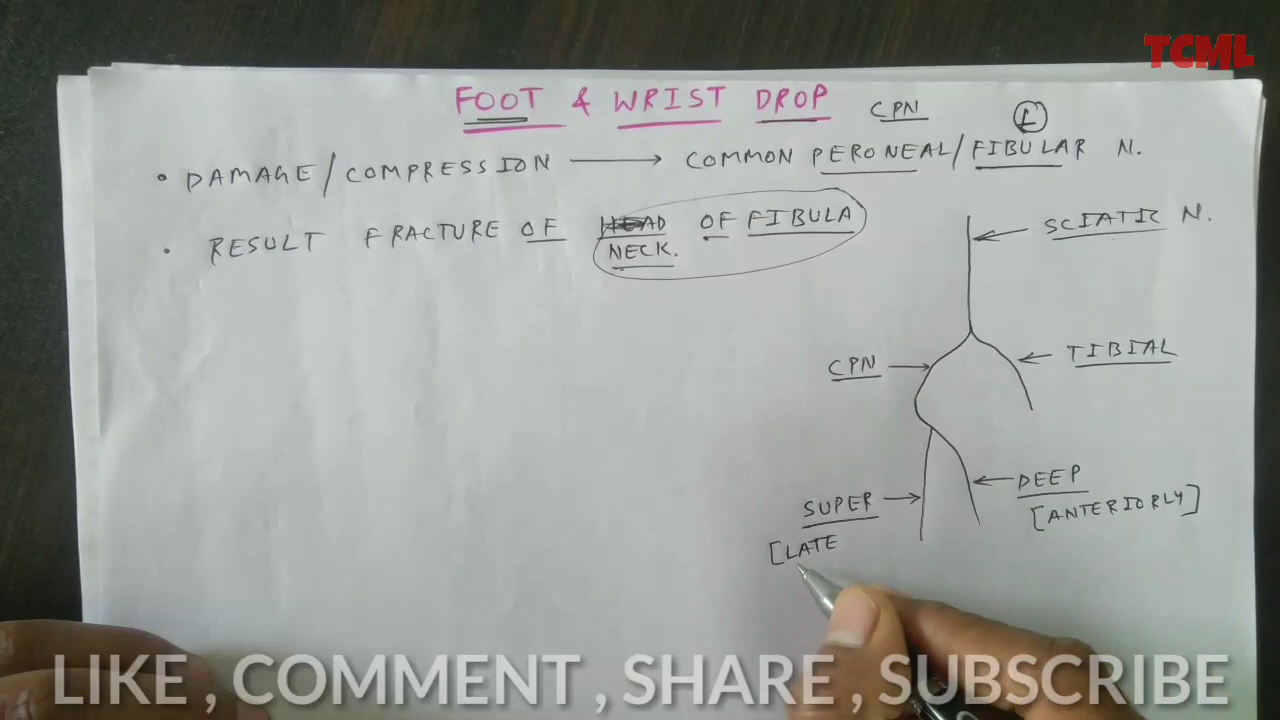 TCML
FOOT & WRIST DROP CPN
L
• DAMAGE/COMPRESSION → COMMON PERONEAL/FIBULAR N.
• RESULT FRACTURE OF HEAD OF FIBULA
NECK.
SCIATIC N.
CPN → ← TIBIAL
← DEEP
SUPER →
[ANTERIORLY]
[LATE
LIKE , COMMENT , SHARE , SUBSCRIBE